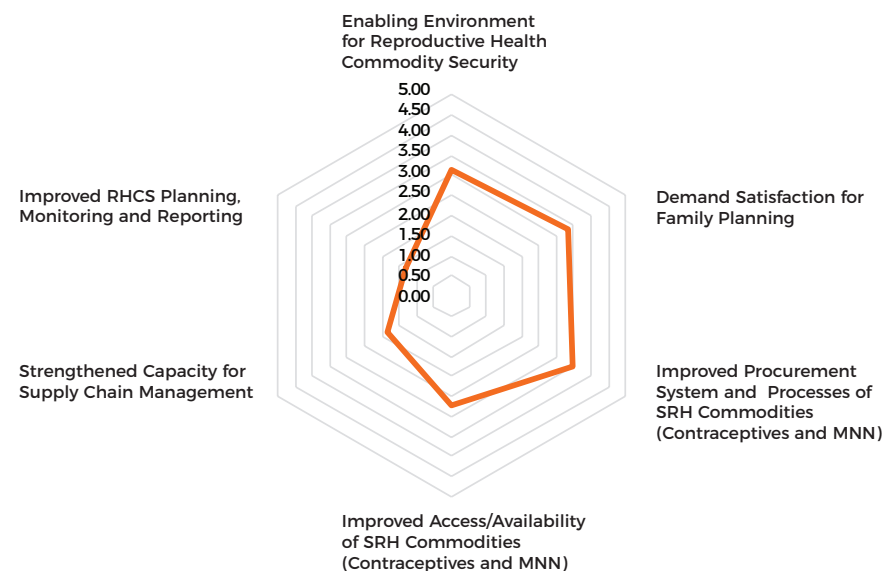 Enabling Environment
for Reproductive Health
Commodity Security
5.00
4.50
4.00
3.50
3.00
2.50
2.00
1.50
1.00
0.50
0.00
Improved RHCS Planning,
Monitoring and Reporting
Demand Satisfaction for
Family Planning
Strengthened Capacity for
Supply Chain Management
Improved Procurement
System and  Processes of
SRH Commodities
(Contraceptives and MNN)
Improved Access/Availability
of SRH Commodities
(Contraceptives and MNN)